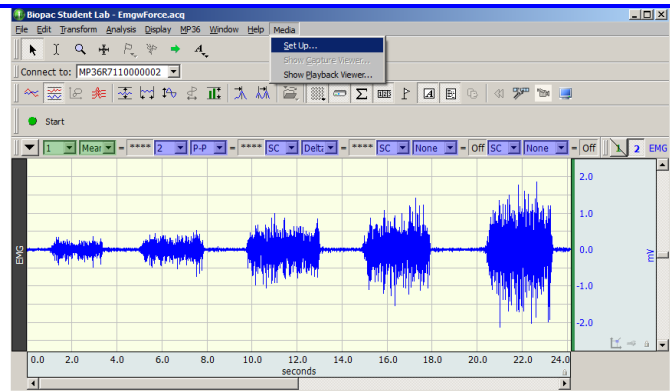 Biopac Student Lab - EmgwForce.acq
File Edit Transform Analysis Display MP36 Window Help Media
Set Up...
Show Capture Viewer...
Show Playback Viewer...
Connect to: MP36R7110000002
Start
1 Mear = **** 2 P-P = **** SC Delta = **** SC None = Off SC None = Off 1 2 EMG
2.0
1.0
0.0
-1.0
-2.0
EMG
mV
0.0 2.0 4.0 6.0 8.0 10.0 12.0 14.0 16.0 18.0 20.0 22.0 24.0
seconds